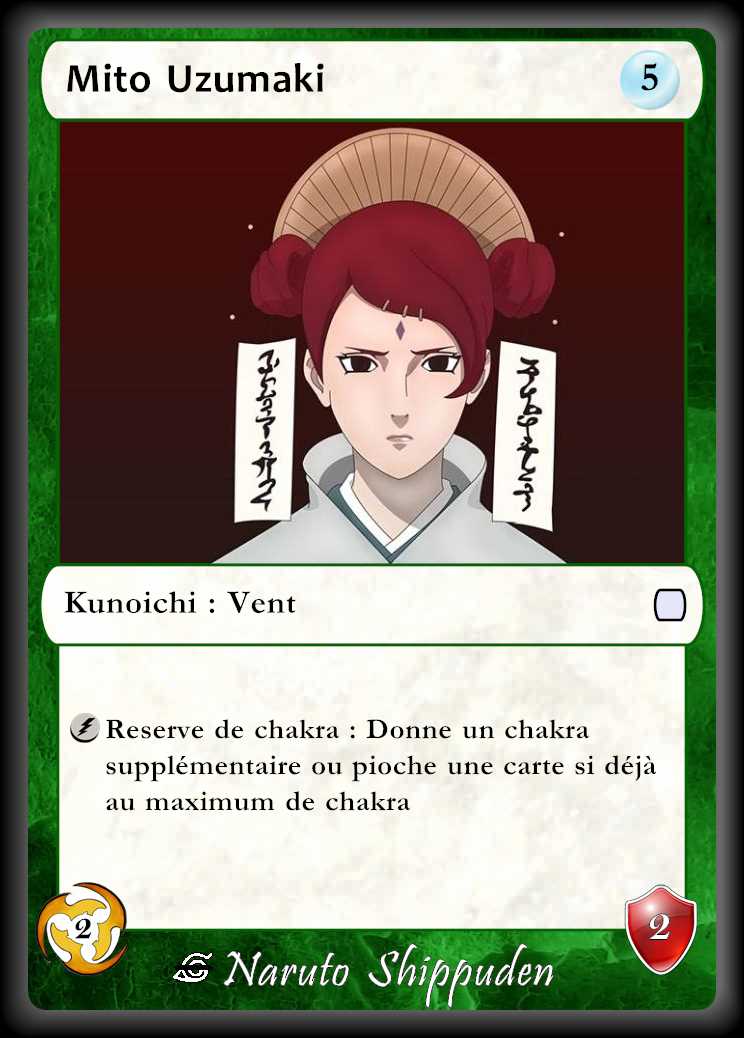 Mito Uzumaki
5
Kunoichi : Vent
Reserve de chakra : Donne un chakra
supplémentaire ou pioche une carte si déjà
au maximum de chakra
2
2
Naruto Shippuden